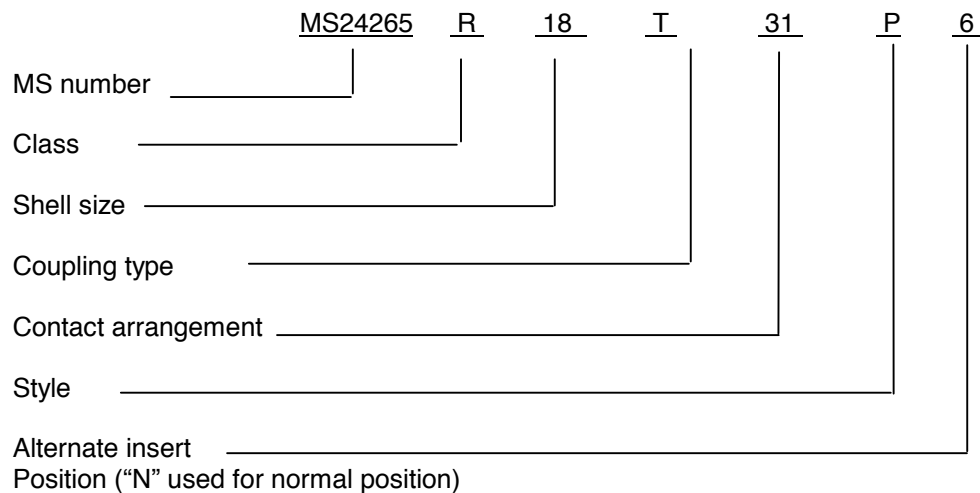 MS24265 R 18 T 31 P 6
MS number
Class
Shell size
Coupling type
Contact arrangement
Style
Alternate insert
Position (“N” used for normal position)